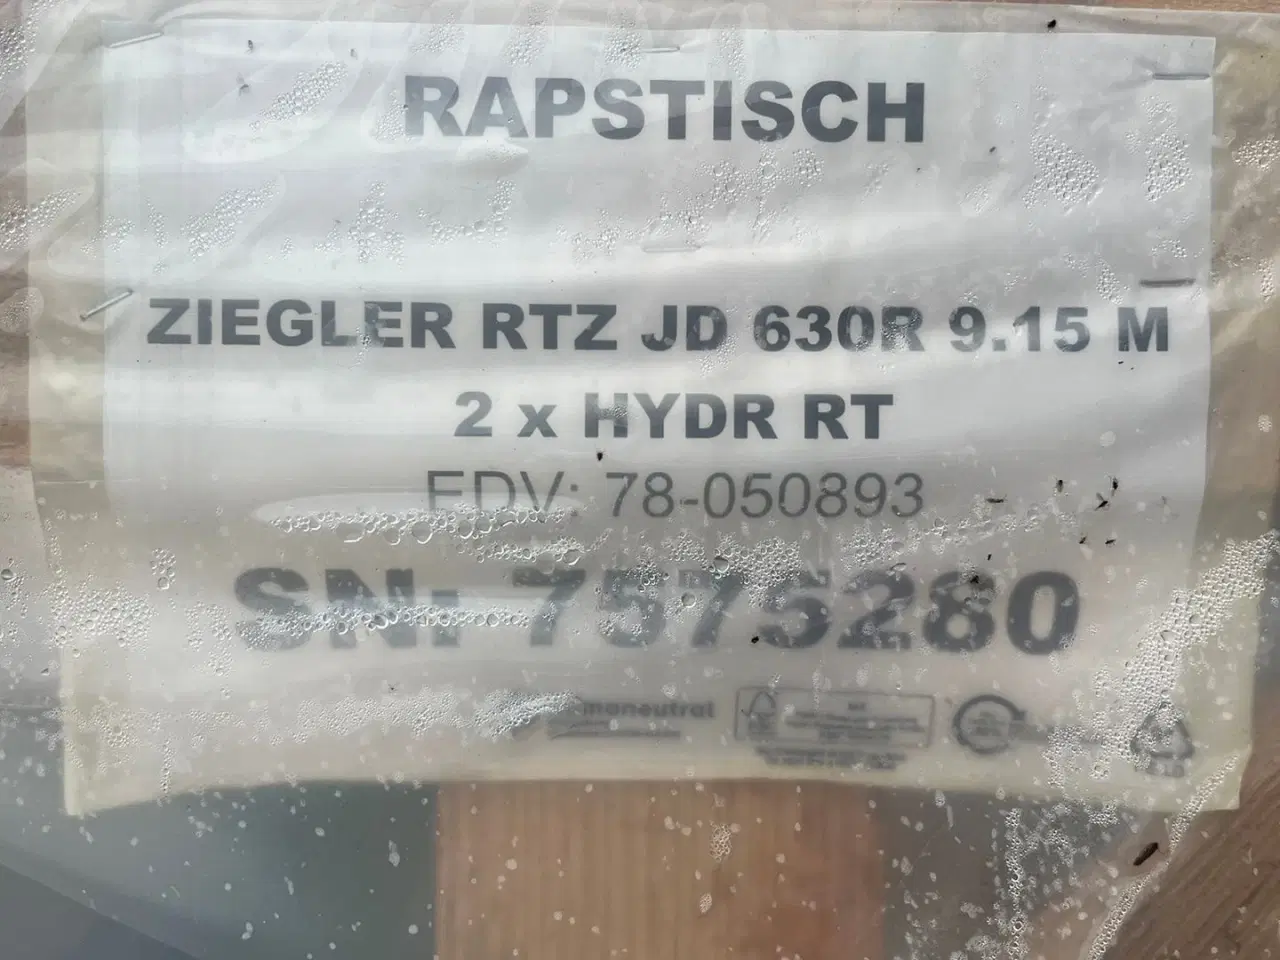 RAPSTISCH
ZIEGLER RTZ JD 630R 9.15 M
2 x HYDR RT
EDV: 78-050893
SN: 7575280